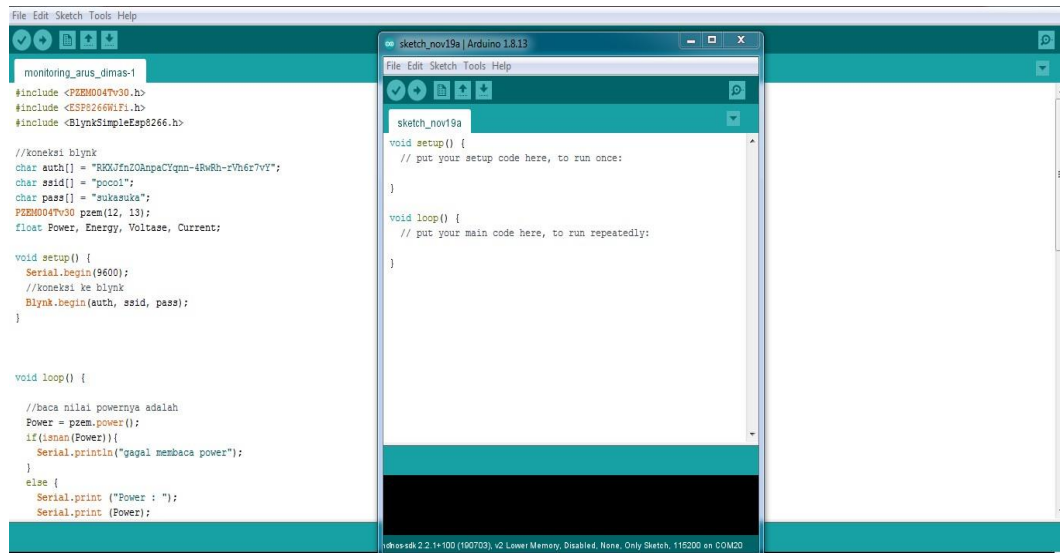 File Edit Sketch Tools Help
monitoring_arus_dimas-1
#include <PZEM004Tv30.h>
#include <ESP8266WiFi.h>
#include <BlynkSimpleEsp8266.h>
//koneksi blynk
char auth[] = "RKXJfnZOAnpaCYqnn-4RwRh-rVh6r7vY";
char ssid[] = "poco1";
char pass[] = "sukasuka";
PZEM004Tv30 pzem(12, 13);
float Power, Energy, Voltase, Current;
void setup() {
Serial.begin(9600);
//koneksi ke blynk
Blynk.begin(auth, ssid, pass);
}
void loop() {
//baca nilai powernya adalah
Power = pzem.power();
if(isnan(Power)){
Serial.println("gagal membaca power");
}
else {
Serial.print ("Power : ");
Serial.print (Power);
sketch_nov19a | Arduino 1.8.13
File Edit Sketch Tools Help
sketch_nov19a
void setup() {
// put your setup code here, to run once:
}
void loop() {
// put your main code here, to run repeatedly:
}
sdk 2.2.1+100 (190703), v2 Lower Memory, Disabled, None, Only Sketch, 115200 on COM20